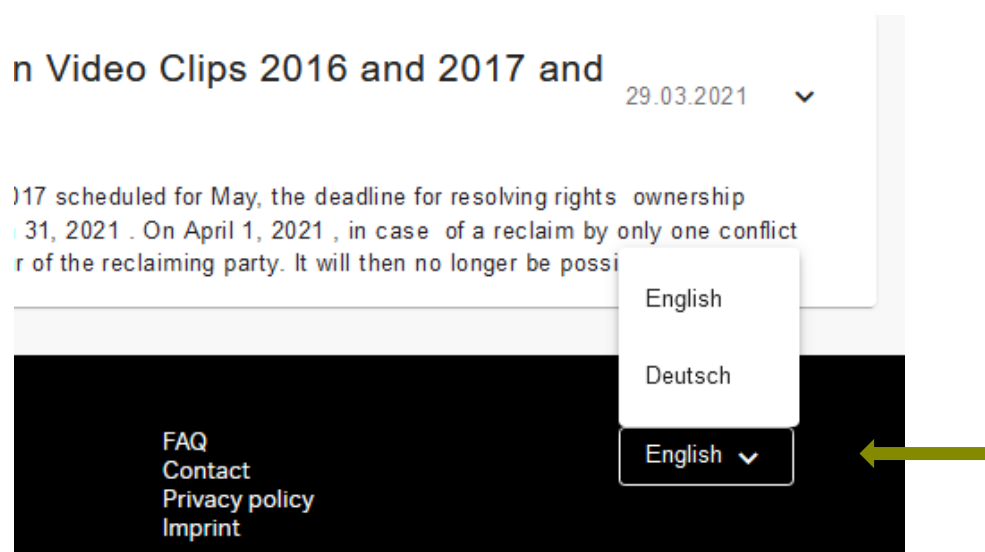 n Video Clips 2016 and 2017 and
29.03.2021
017 scheduled for May, the deadline for resolving rights ownership
31, 2021 . On April 1, 2021 , in case of a reclaim by only one conflict
r of the reclaiming party. It will then no longer be possi
English
Deutsch
English
FAQ
Contact
Privacy policy
Imprint